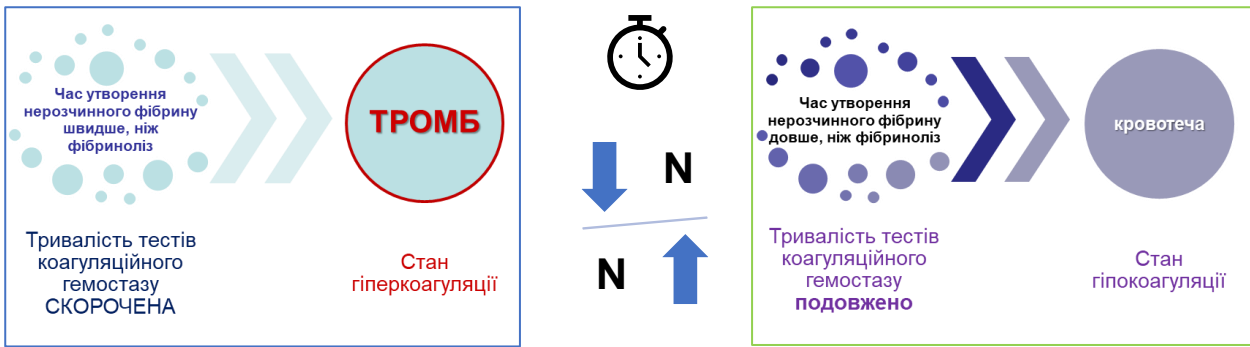 Час утворення
нерозчинного фібрину
швидше, ніж
фібриноліз
ТРОМБ
Тривалість тестів
коагуляційного
гемостазу
СКОРОЧЕНА
Стан
гіперкоагуляції
N
N
Час утворення
нерозчинного фібрину
довше, ніж фібриноліз
кровотеча
Тривалість тестів
коагуляційного
гемостазу
подовжено
Стан
гіпокоагуляції